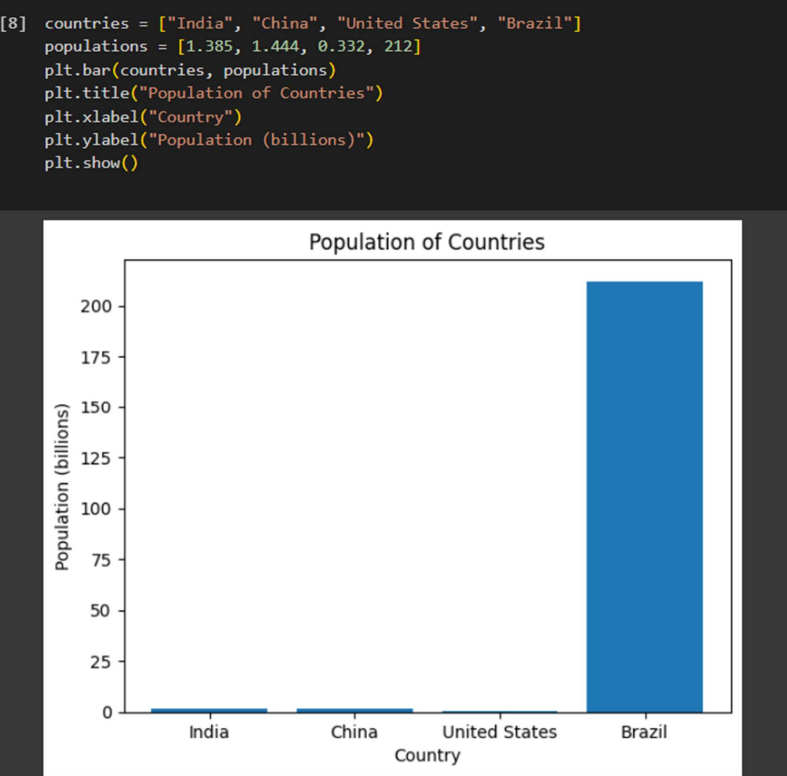 [8] countries = ["India", "China", "United States", "Brazil"]
populations = [1.385, 1.444, 0.332, 212]
plt.bar(countries, populations)
plt.title("Population of Countries")
plt.xlabel("Country")
plt.ylabel("Population (billions)")
plt.show()
Population of Countries
Population (billions)
200
175
150
125
100
75
50
25
0
India China United States Brazil
Country